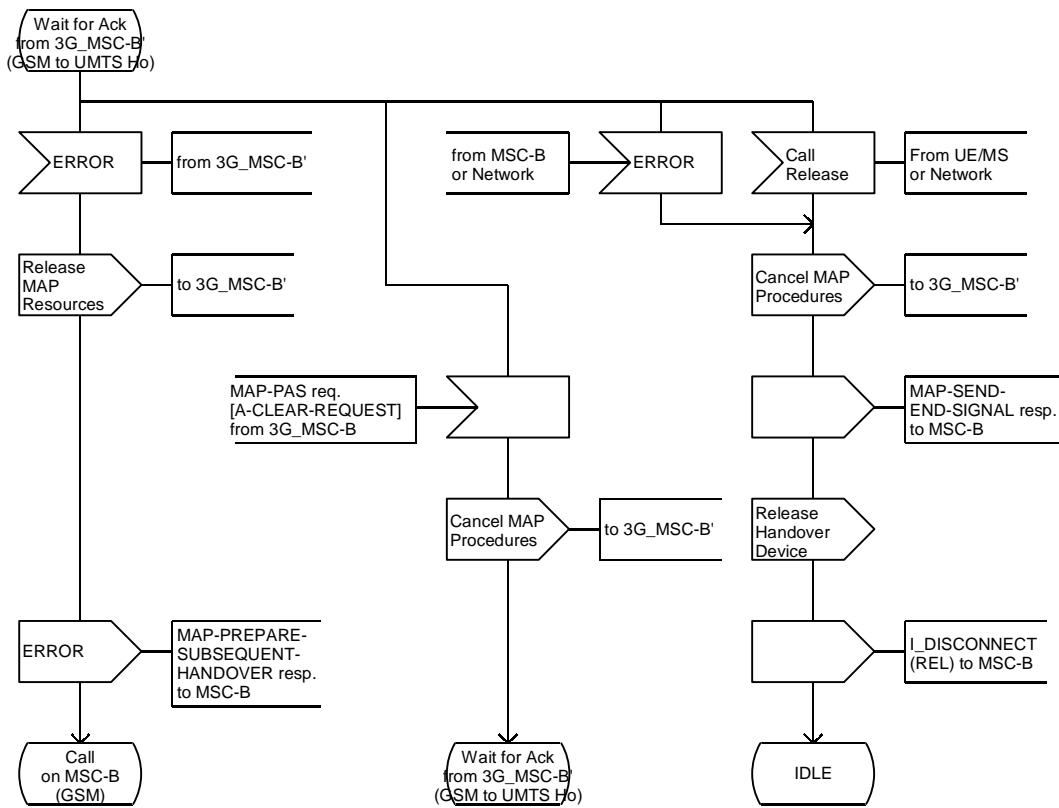 Wait for Ack
from 3G_MSC-B'
(GSM to UMTS Ho)
ERROR
from 3G_MSC-B'
from MSC-B
or Network
ERROR
Call
Release
From UE/MS
or Network
Release
MAP
Resources
to 3G_MSC-B'
Cancel MAP
Procedures
to 3G_MSC-B'
MAP-PAS req.
[A-CLEAR-REQUEST]
from 3G_MSC-B
MAP-SEND-
END-SIGNAL resp.
to MSC-B
Cancel MAP
Procedures
to 3G_MSC-B'
Release
Handover
Device
ERROR
MAP-PREPARE-
SUBSEQUENT-
HANDOVER resp.
to MSC-B
I_DISCONNECT
(REL) to MSC-B
Call
on MSC-B
(GSM)
Wait for Ack
from 3G_MSC-B'
(GSM to UMTS Ho)
IDLE